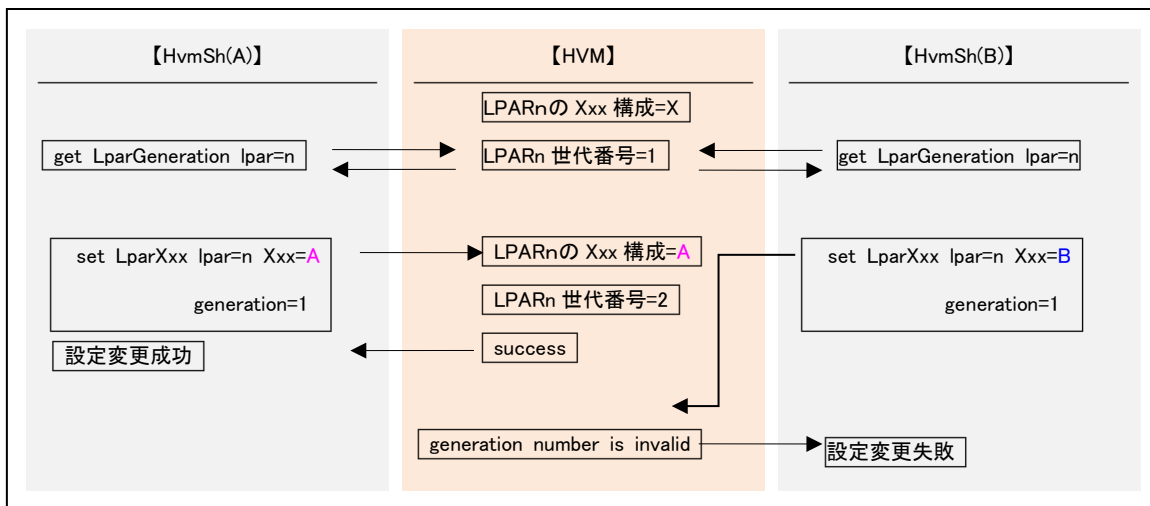 【HvmSh(A)】
【HVM】
【HvmSh(B)】
LPARnの Xxx 構成=X
get LparGeneration lpar=n
LPARn 世代番号=1
get LparGeneration lpar=n
set LparXxx lpar=n Xxx=A
generation=1
LPARnの Xxx 構成=A
set LparXxx lpar=n Xxx=B
generation=1
LPARn 世代番号=2
success
設定変更成功
generation number is invalid
設定変更失敗